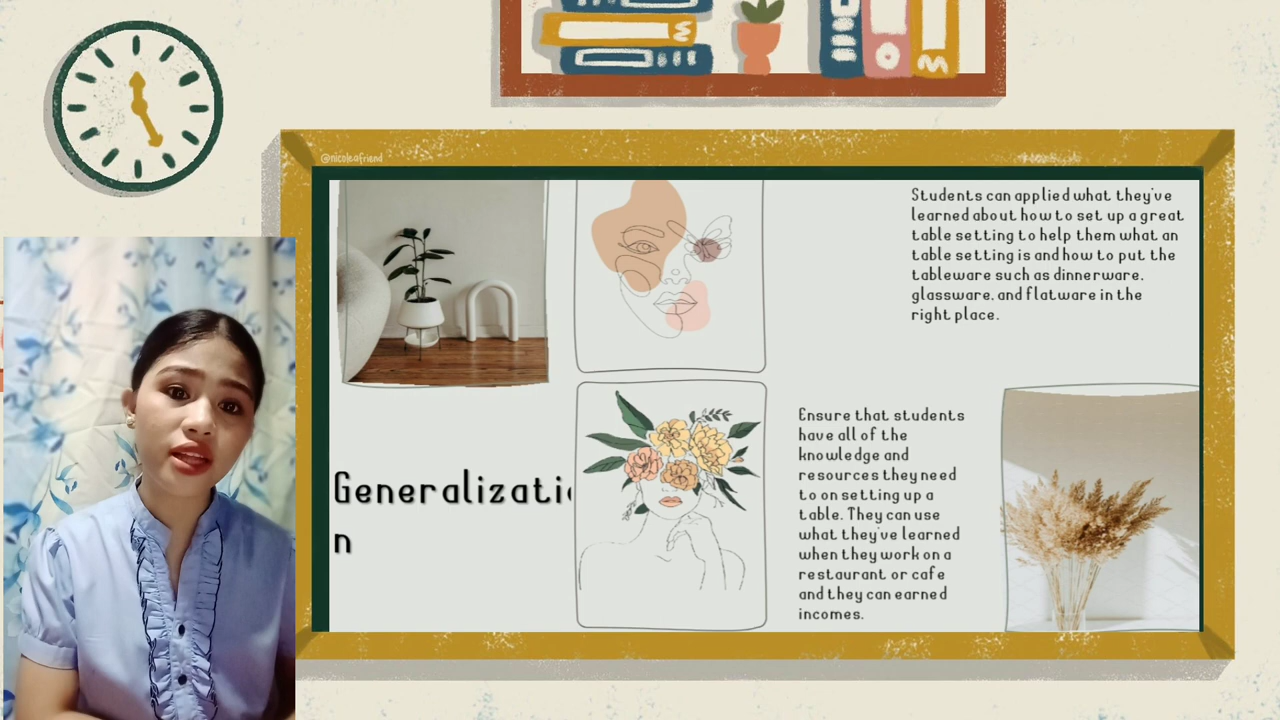 @nicoleafriend
Students can applied what they've
learned about how to set up a great
table setting to help them what an
table setting is and how to put the
tableware such as dinnerware,
glassware, and flatware in the
right place.
Generalizatio
n
Ensure that students
have all of the
knowledge and
resources they need
to on setting up a
table. They can use
what they've learned
when they work on a
restaurant or cafe
and they can earned
incomes.